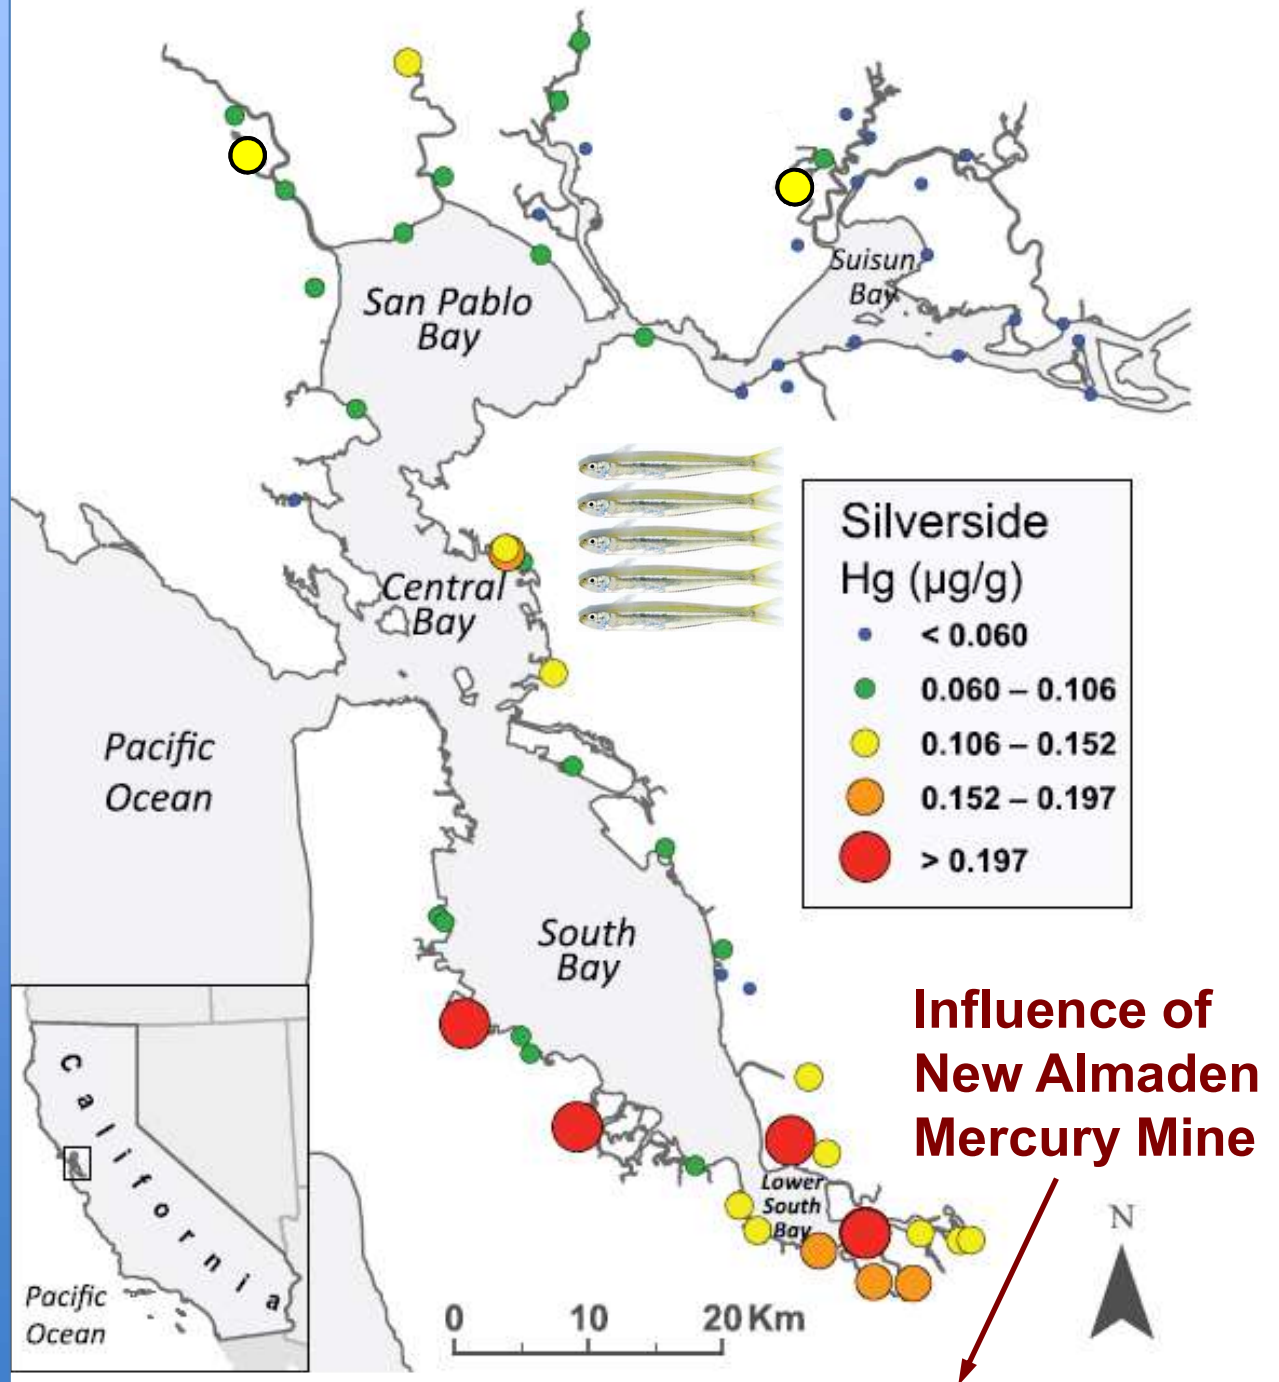 San Pablo
Bay
Suisun
Bay
Central
Bay
Pacific
Ocean
South
Bay
Lower
South
Bay
Silverside
Hg (µg/g)
< 0.060
0.060 – 0.106
0.106 – 0.152
0.152 – 0.197
> 0.197
Influence of
New Almaden
Mercury Mine
N
California
Pacific
Ocean
0 10 20 Km